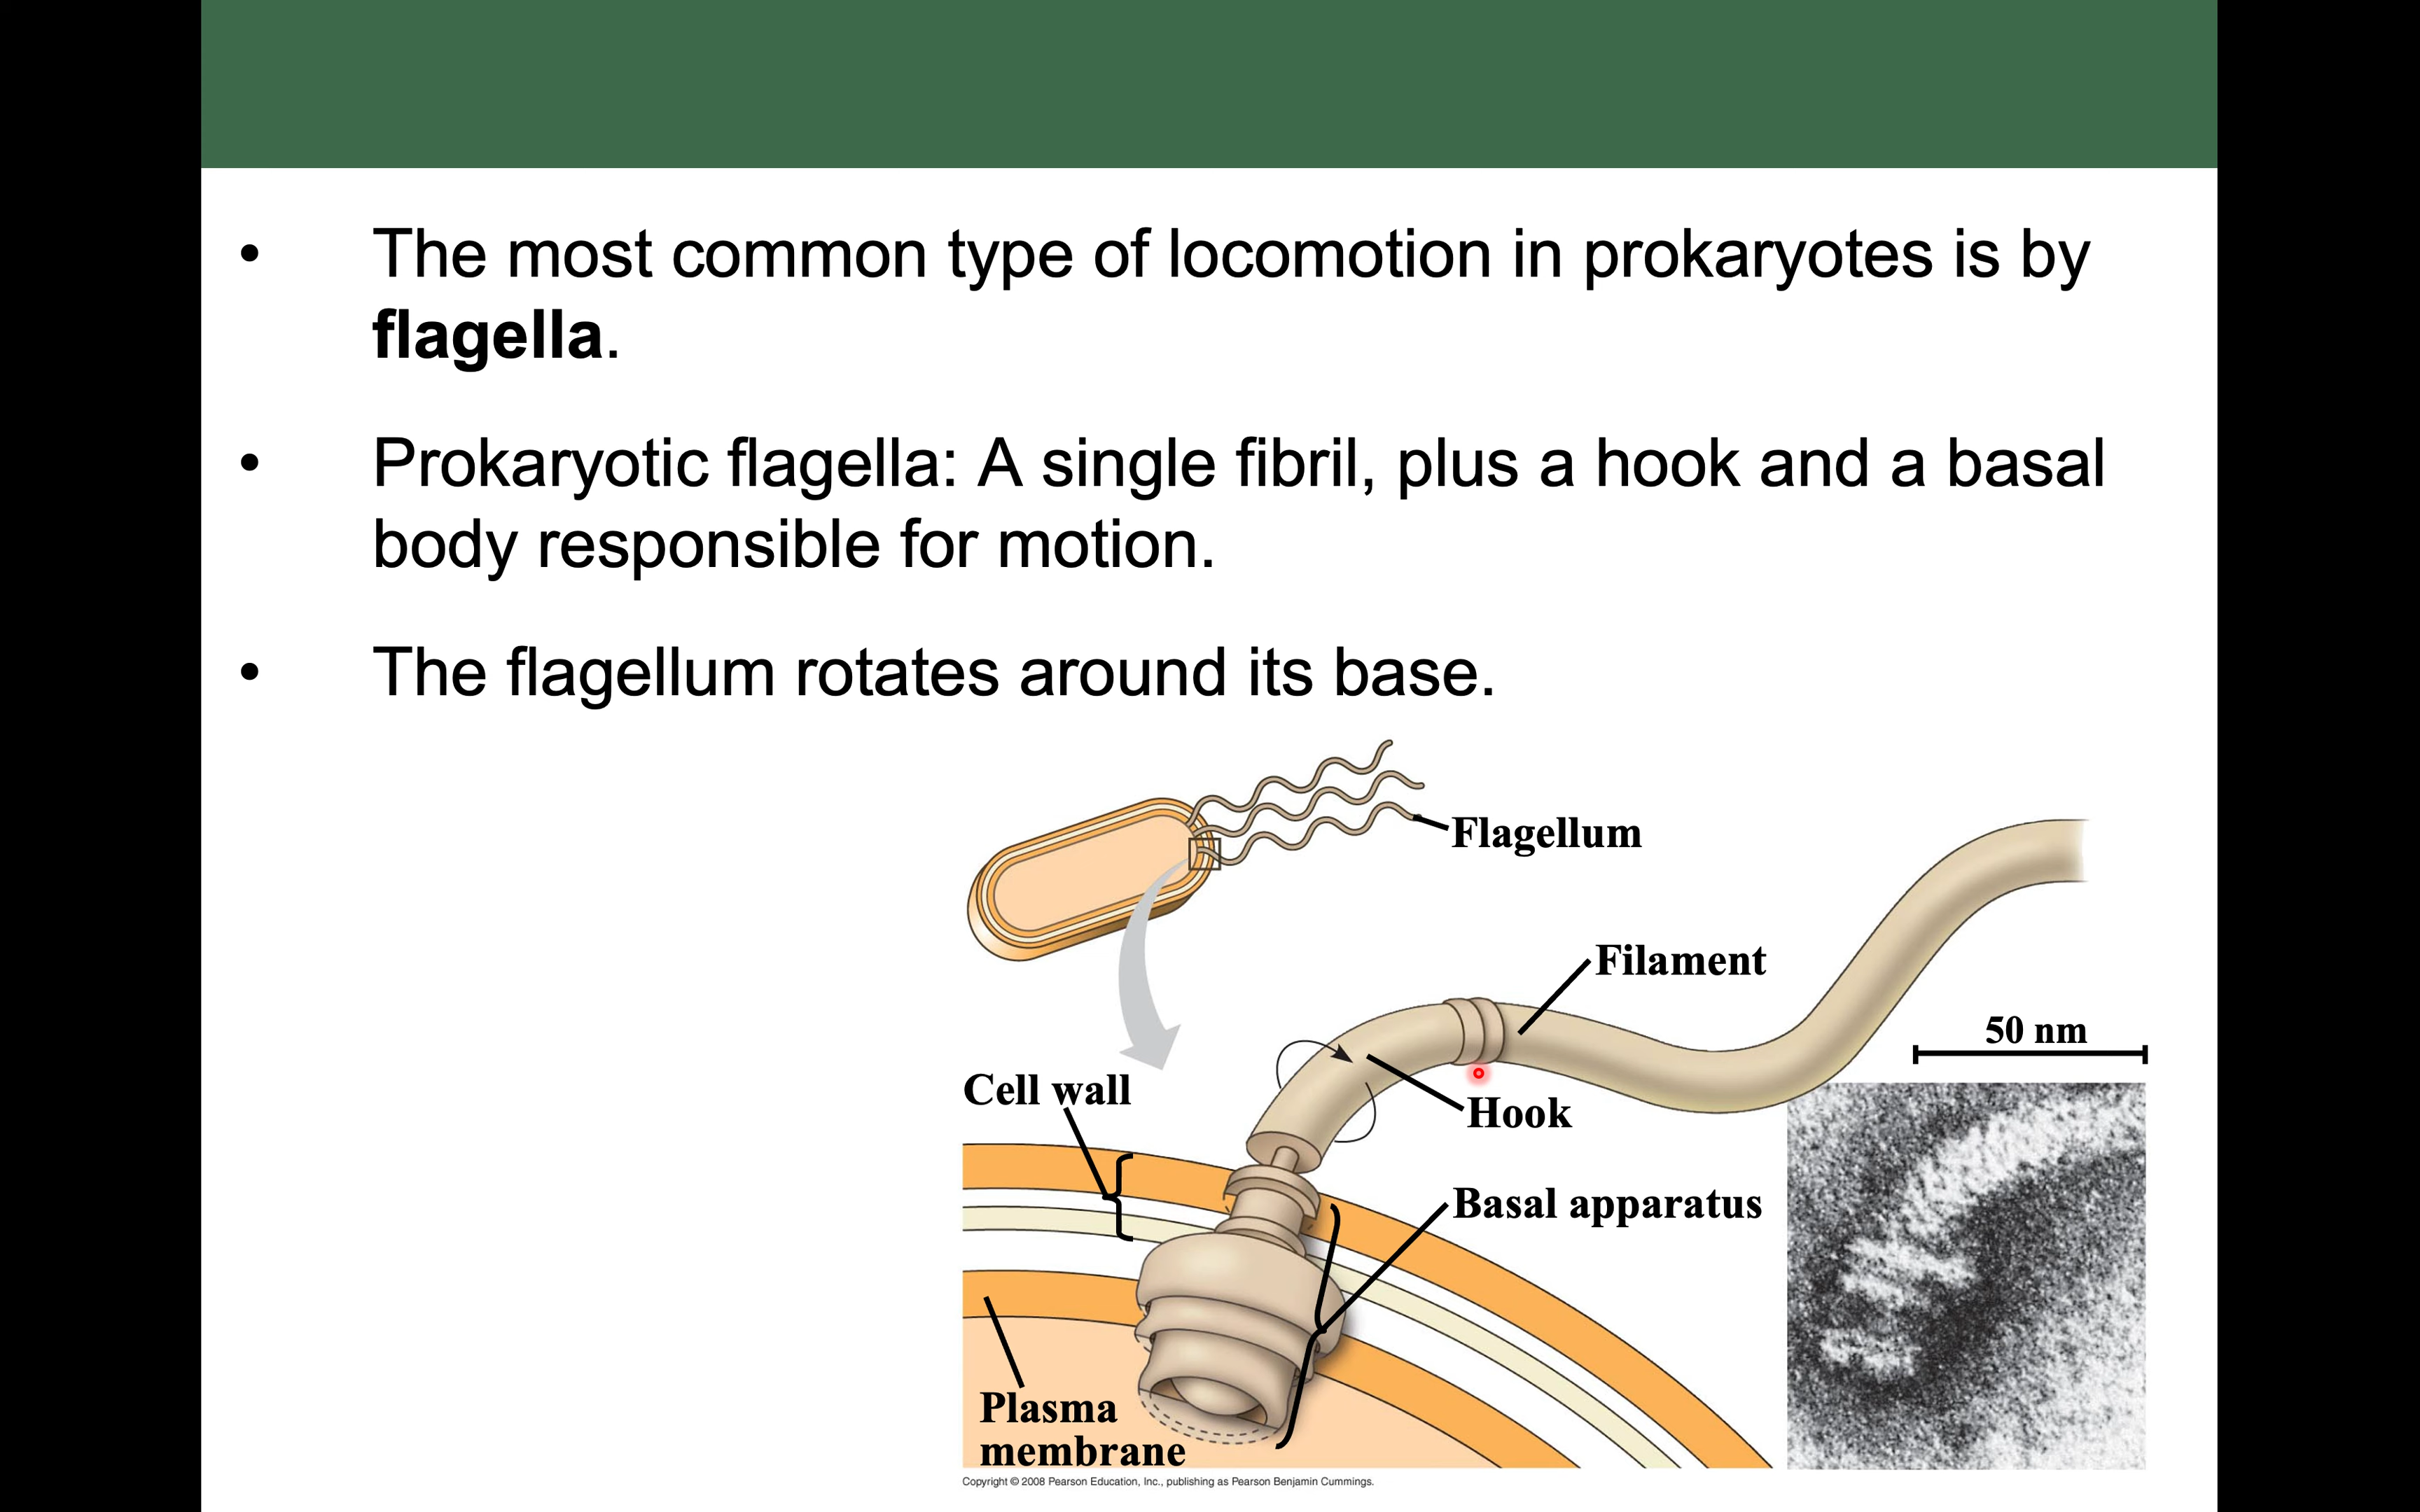 • The most common type of locomotion in prokaryotes is by
flagella.
• Prokaryotic flagella: A single fibril, plus a hook and a basal
body responsible for motion.
• The flagellum rotates around its base.
Flagellum
Filament
50 nm
Cell wall
Hook
Basal apparatus
Plasma
membrane
Copyright © 2008 Pearson Education, Inc., publishing as Pearson Benjamin Cummings.